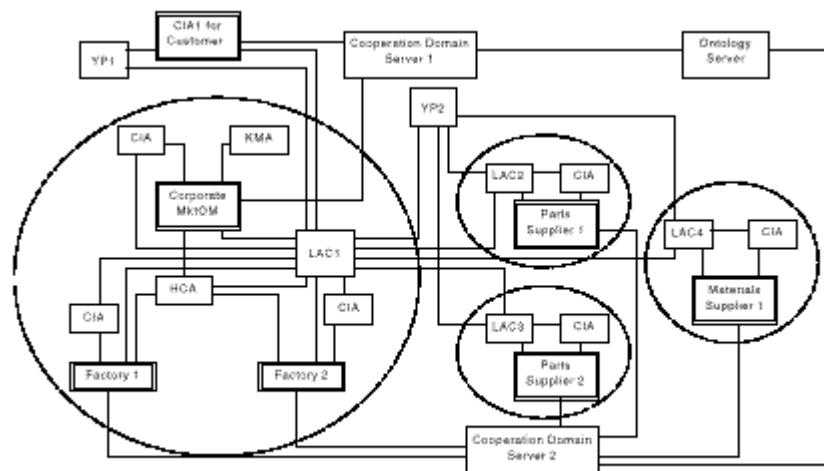 CIA1 for
Customer
YP1
Cooperation Domain
Server 1
Ontology
Server
YP2
CIA
KMA
LAC2
CIA
Corporate
MktOM
Parts
Supplier 1
LAC4
CIA
LAC1
HCA
CIA
CIA
Materials
Supplier 1
LAC3
CIA
Factory 1
Factory 2
Parts
Supplier 2
Cooperation Domain
Server 2